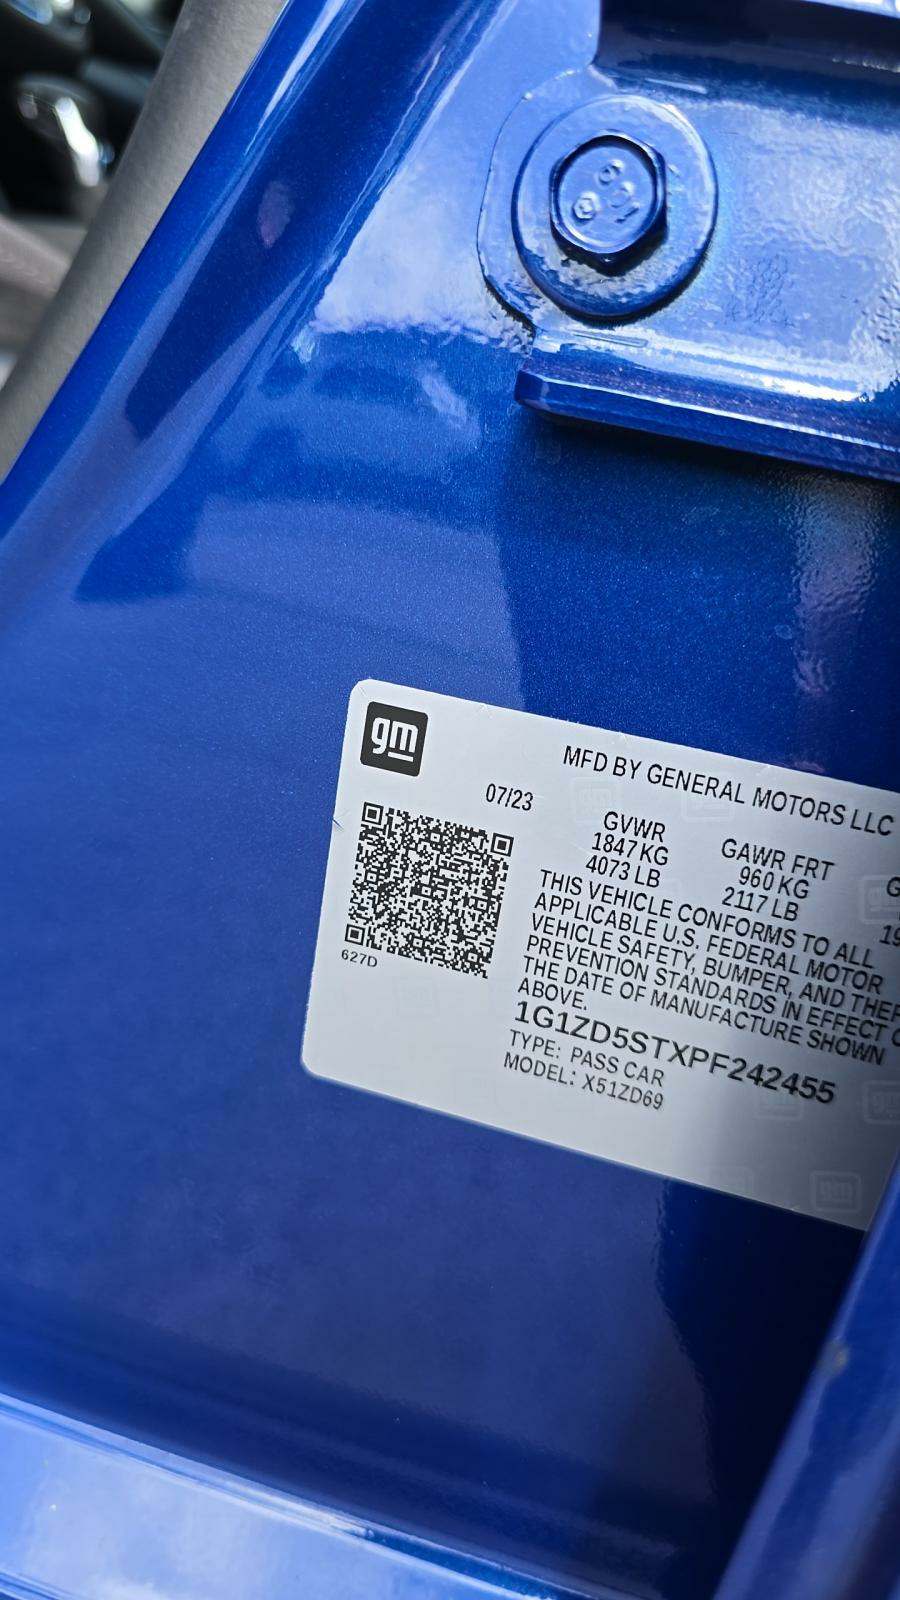 gm
MFD BY GENERAL MOTORS LLC
07/23
GVWR
1847 KG
4073 LB
GAWR FRT
960 KG
2117 LB
THIS VEHICLE CONFORMS TO ALL
APPLICABLE U.S. FEDERAL MOTOR
VEHICLE SAFETY, BUMPER, AND
PREVENTION STANDARDS IN EFFECT
THE DATE OF MANUFACTURE SHOWN
ABOVE.
627D
1G1ZD5STXPF242455
TYPE: PASS CAR
MODEL: X51ZD69